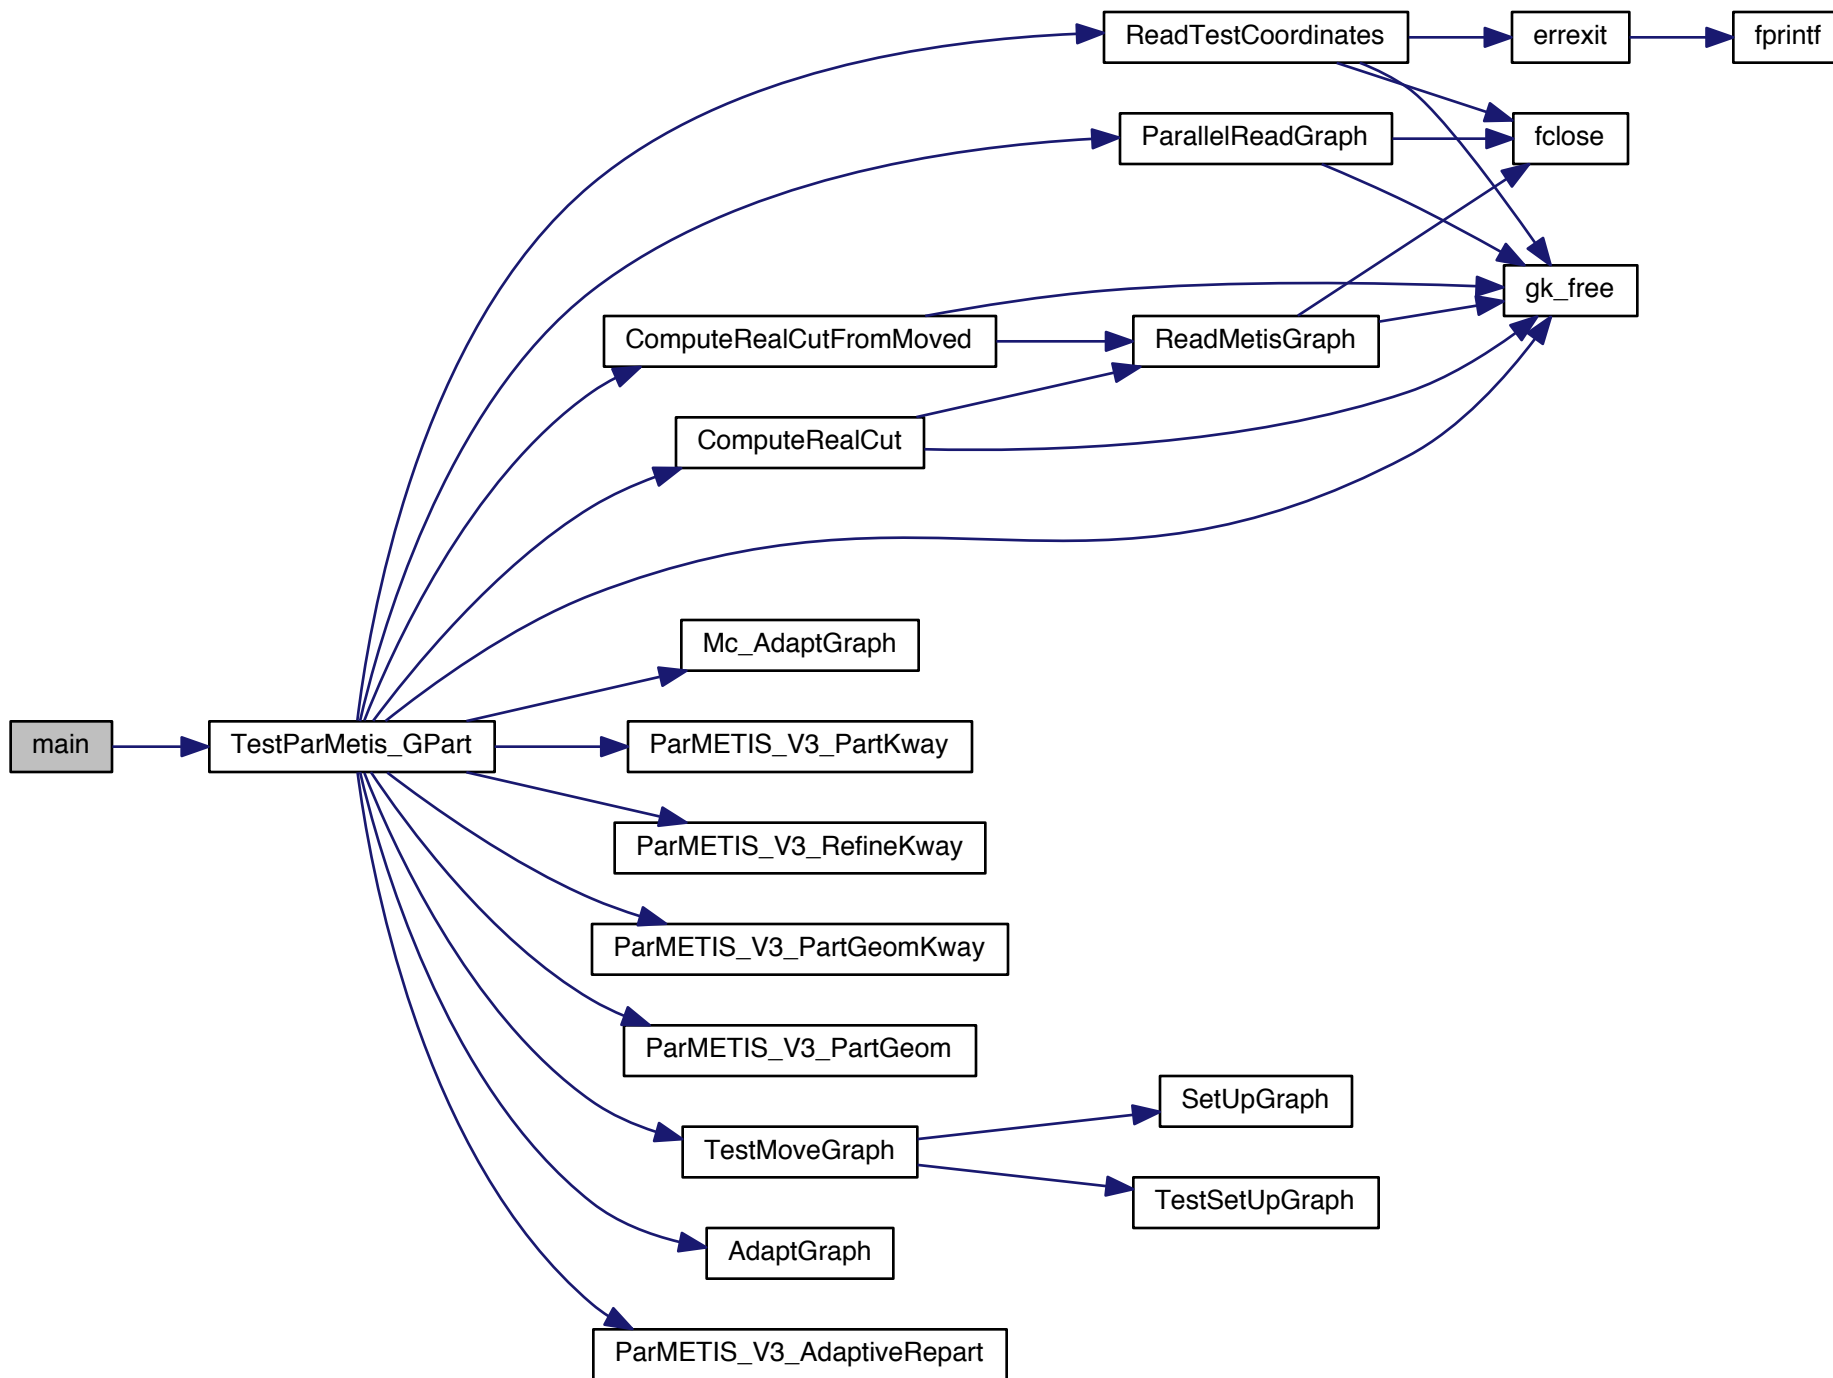 ReadTestCoordinates
errexit
fprintf
ParallelReadGraph
fclose
gk_free
ComputeRealCutFromMoved
ReadMetisGraph
ComputeRealCut
Mc_AdaptGraph
main
TestParMetis_GPart
ParMETIS_V3_PartKway
ParMETIS_V3_RefineKway
ParMETIS_V3_PartGeomKway
ParMETIS_V3_PartGeom
SetUpGraph
TestMoveGraph
TestSetUpGraph
AdaptGraph
ParMETIS_V3_AdaptiveRepart